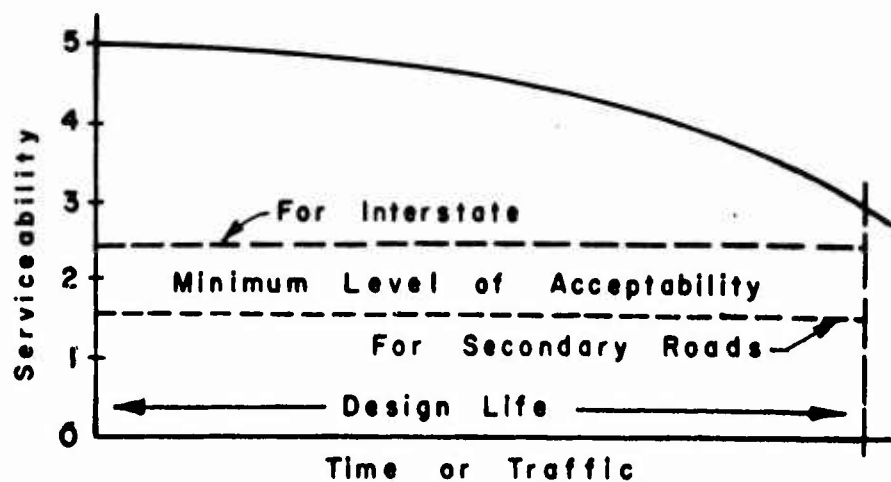 5
4
3
2
1
0
Serviceability
For Interstate
Minimum Level of Acceptability
For Secondary Roads
Design Life
Time or Traffic